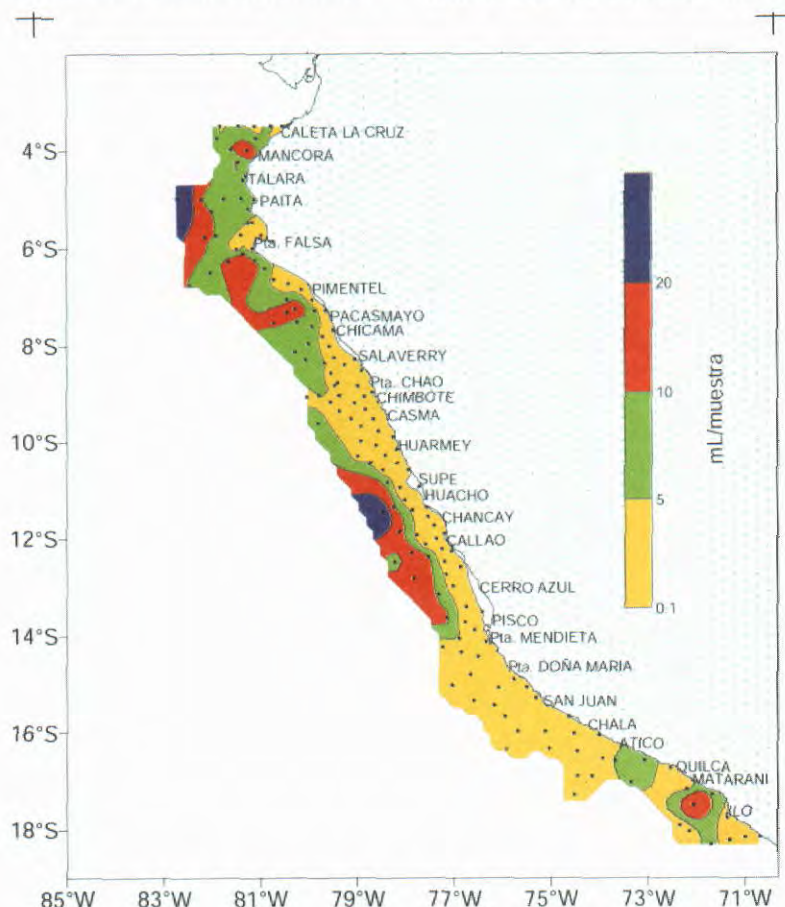 4°S
6°S
8°S
10°S
12°S
14°S
16°S
18°S
CALETA LA CRUZ
MANCORA
TALARA
PAITA
Pta. FALSA
PIMENTEL
PACASMAYO
CHICAMA
SALAVERRY
Pta. CHAO
CHIMBOTE
CASMA
HUARMEY
SUPE
HUACHO
CHANCAY
CALLAO
CERRO AZUL
PISCO
Pta. MENDIETA
Pta. DOÑA MARIA
SAN JUAN
CHALA
ATICO
QUILCA
MATARANI
ILO
20
10
5
0.1
mL/muestra
85°W 83°W 81°W 79°W 77°W 75°W 73°W 71°W